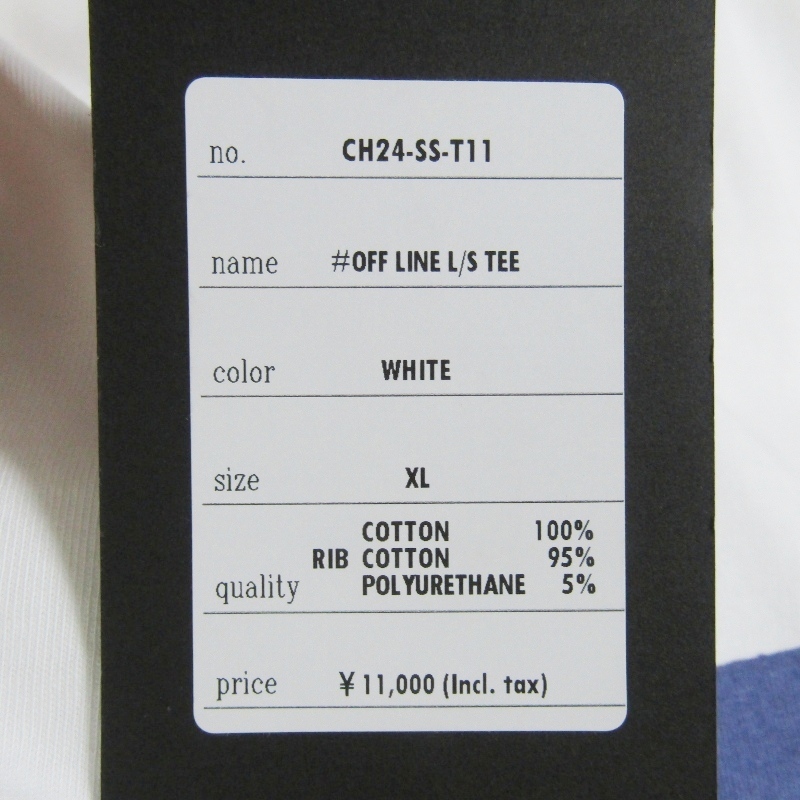 no. CH24-SS-T11
name #OFF LINE L/S TEE
color WHITE
size XL
COTTON 100%
RIB COTTON 95%
quality POLYURETHANE 5%
price ¥11,000 (Incl. tax)